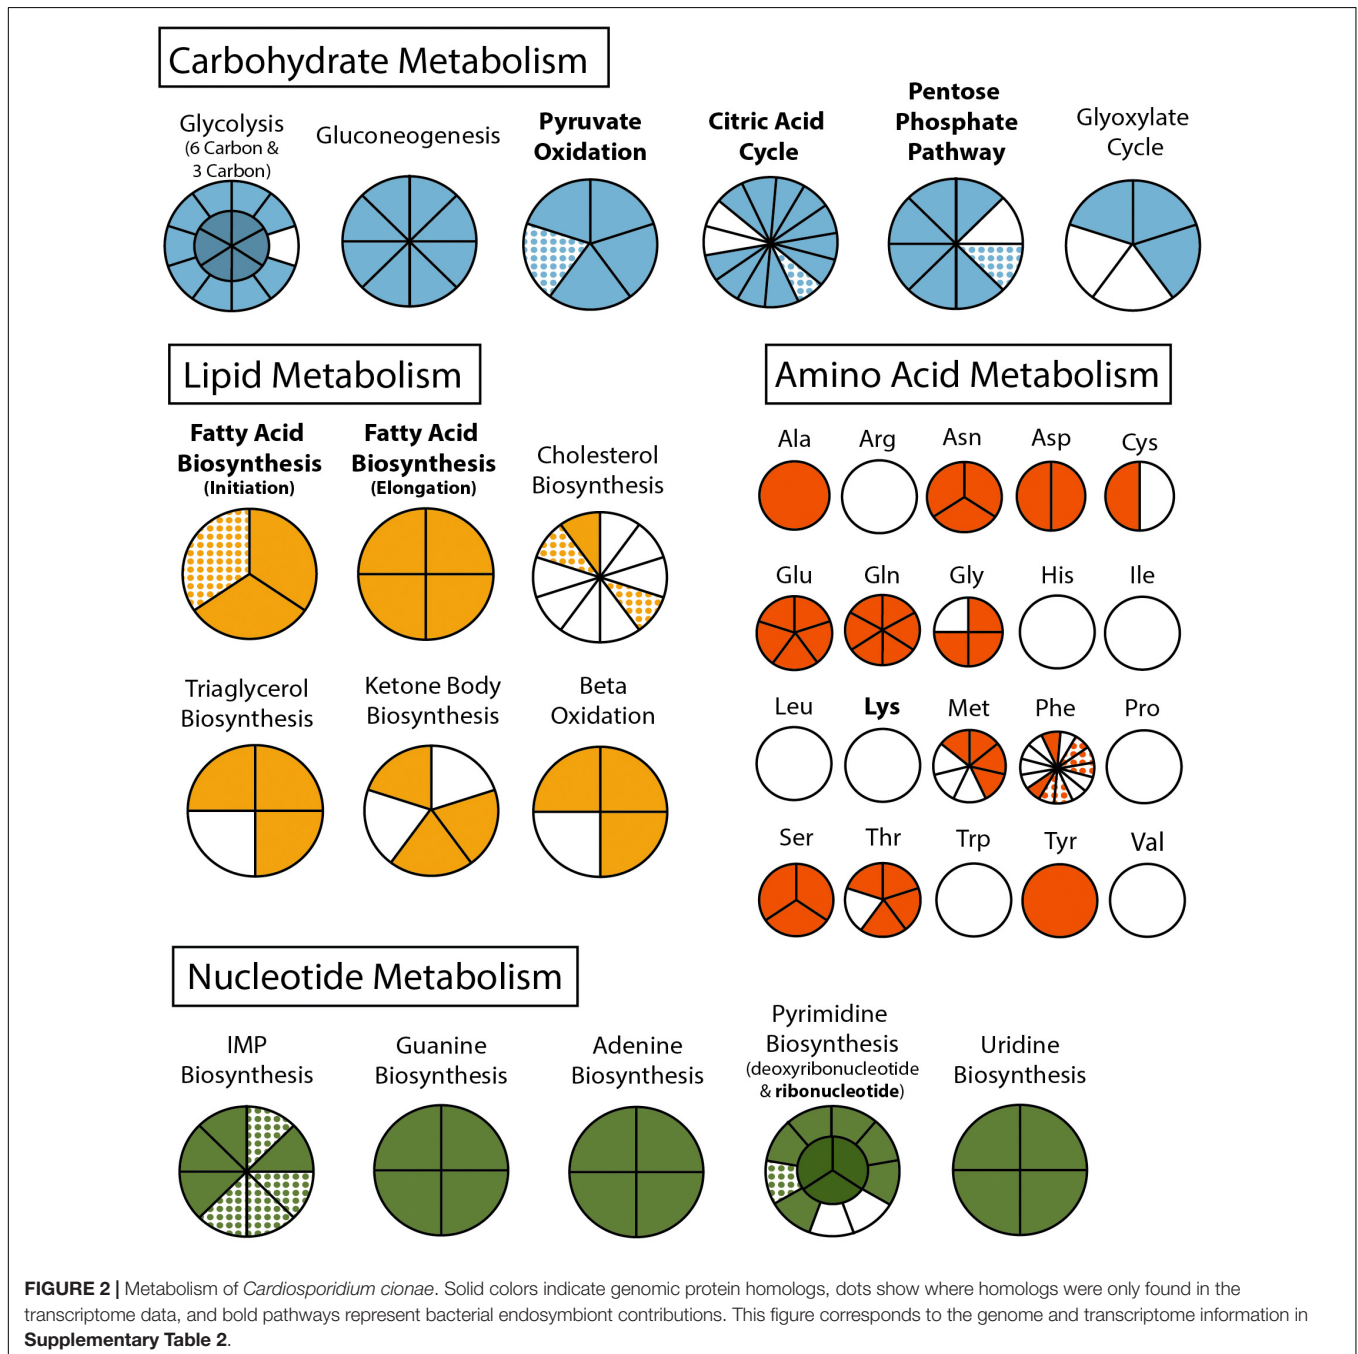 Carbohydrate Metabolism
Glycolysis
(6 Carbon &
3 Carbon)
Gluconeogenesis
Pyruvate
Oxidation
Citric Acid
Cycle
Pentose
Phosphate
Pathway
Glyoxylate
Cycle
Lipid Metabolism
Fatty Acid
Biosynthesis
(Initiation)
Fatty Acid
Biosynthesis
(Elongation)
Cholesterol
Biosynthesis
Triaglycerol
Biosynthesis
Ketone Body
Biosynthesis
Beta
Oxidation
Amino Acid Metabolism
Ala Arg Asn Asp Cys
Glu Gln Gly His Ile
Leu Lys Met Phe Pro
Ser Thr Trp Tyr Val
Nucleotide Metabolism
IMP
Biosynthesis
Guanine
Biosynthesis
Adenine
Biosynthesis
Pyrimidine
Biosynthesis
(deoxyribonucleotide
& ribonucleotide)
Uridine
Biosynthesis
FIGURE 2 | Metabolism of Cardiosporidium cionae. Solid colors indicate genomic protein homologs, dots show where homologs were only found in the
transcriptome data, and bold pathways represent bacterial endosymbiont contributions. This figure corresponds to the genome and transcriptome information in
Supplementary Table 2.